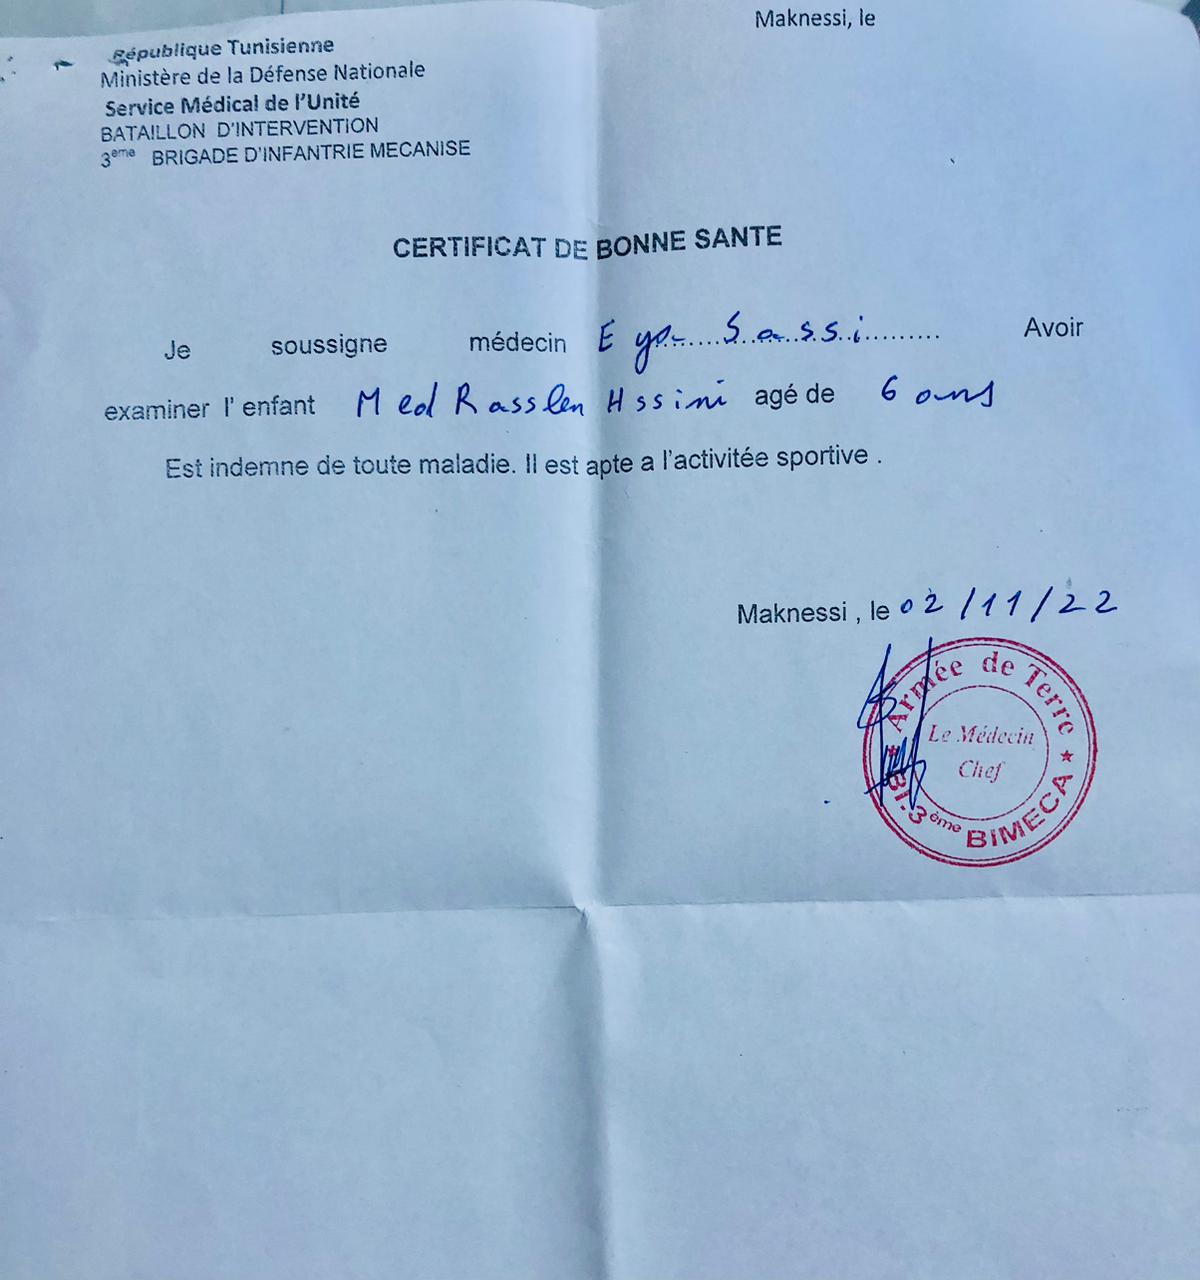 Maknessi, le
République Tunisienne
Ministère de la Défense Nationale
Service Médical de l'Unité
BATAILLON D'INTERVENTION
3eme BRIGADE D'INFANTRIE MECANISE
CERTIFICAT DE BONNE SANTE
Je soussigne médecin Eya Sassi Avoir
examiner l' enfant Med Rasslen Hssini agé de 6 ans
Est indemne de toute maladie. Il est apte a l'activitée sportive .
Maknessi , le 02/11/22
Armée de Terre
Le Médecin
Chef
BI.3ème BIMECA